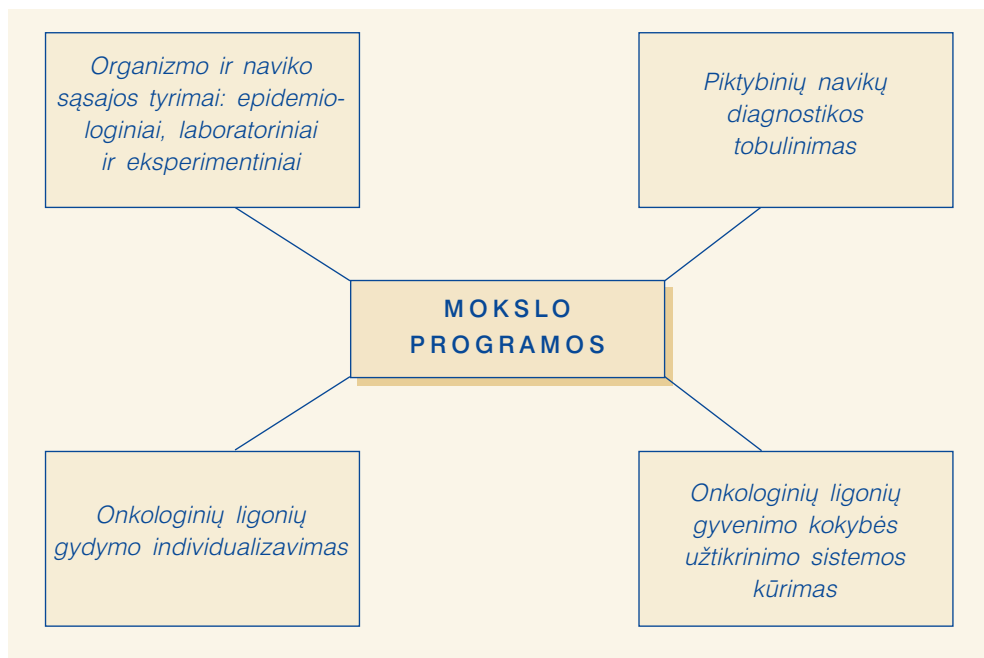 Organizmo ir naviko
sąsajos tyrimai: epidemio-
loginiai, laboratoriniai
ir eksperimentiniai
Piktybinių navikų
diagnostikos
tobulinimas
MOKSLO
PROGRAMOS
Onkologinių ligonių
gydymo individualizavimas
Onkologinių ligonių
gyvenimo kokybės
užtikrinimo sistemos
kūrimas